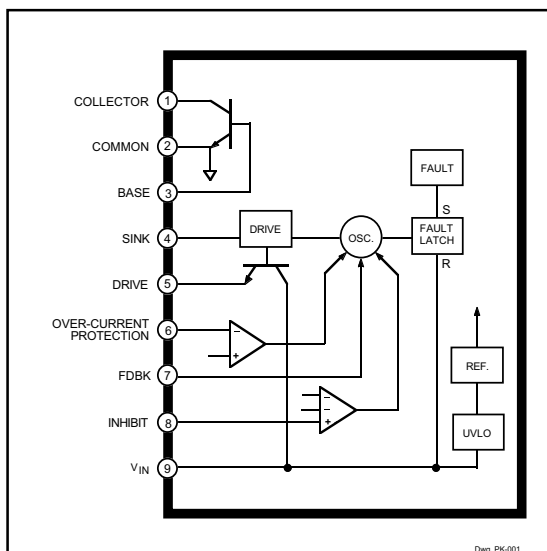 COLLECTOR 1
COMMON 2
BASE 3
SINK 4
DRIVE 5
OVER-CURRENT
PROTECTION 6
FDBK 7
INHIBIT 8
VIN 9
DRIVE
OSC.
FAULT
S
FAULT
LATCH
R
REF.
UVLO
−
+
−
−
+
Dwg. PK-001